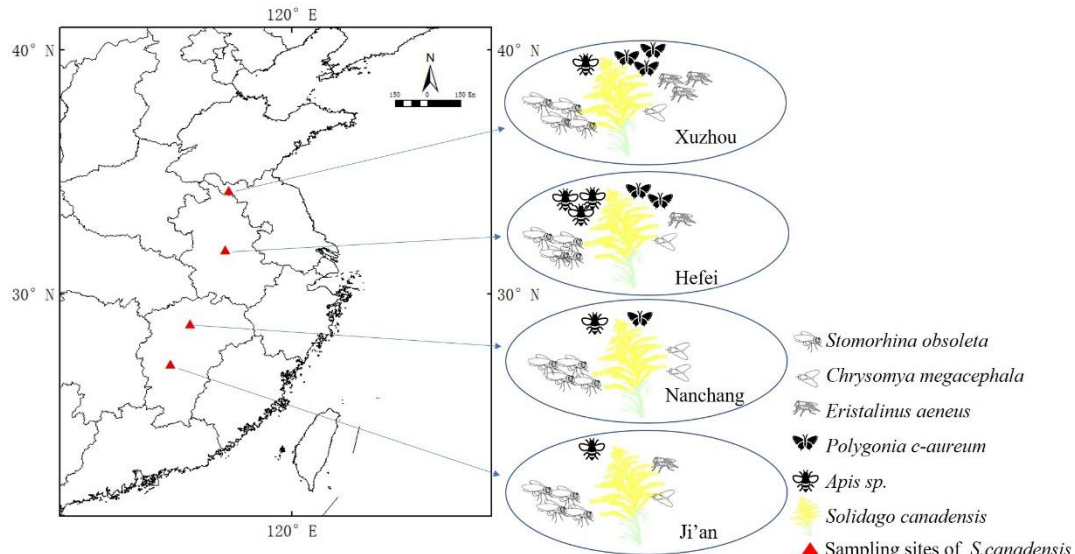 120° E
40° N
40° N
N
150 0 150 Km
Xuzhou
Hefei
30° N
30° N
Nanchang
Ji'an
120° E
Stomorhina obsoleta
Chrysomya megacephala
Eristalinus aeneus
Polygonia c-aureum
Apis sp.
Solidago canadensis
Sampling sites of S.canadensis